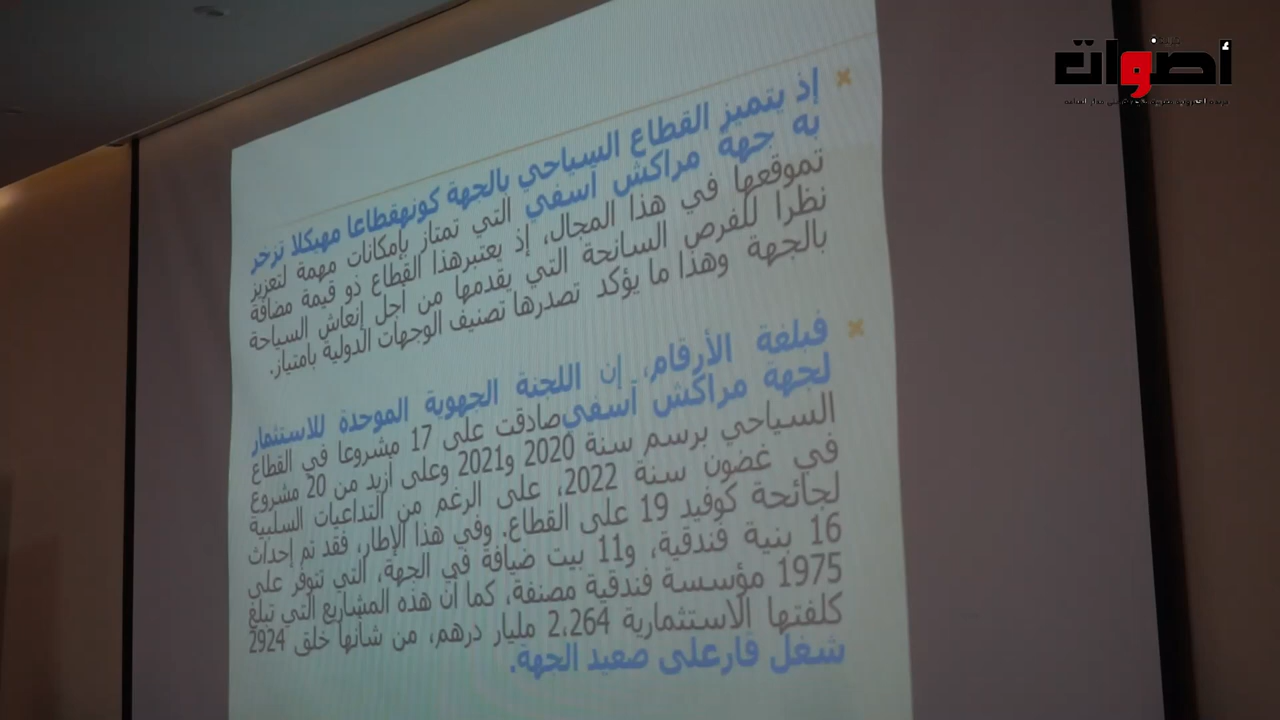 أصوات
إذ يتميز القطاع السياحي بالجهة كونهقطاعا مهيكلا تزخر
به جهة مراكش آسفي التي تمتاز بإمكانات مهمة لتعزيز
تموقعها في هذا المجال، إذ يعتبرهذا القطاع ذو قيمة مضافة
نظرا للفرص السانحة التي يقدمها من أجل إنعاش السياحة
بالجهة وهذا ما يؤكد تصدرها تصنيف الوجهات الدولية بامتياز.
فبلغة الأرقام، إن اللجنة الجهوية الموحدة للاستثمار
لجهة مراكش آسفيصادقت على 17 مشروعا في القطاع
السياحي برسم سنة 2020 و2021 وعلى ازيد من 20 مشروع
في غضون سنة 2022، على الرغم من التداعيات السلبية
لجائحة كوفيد 19 على القطاع. وفي هذا الإطار، فقد تم إحداث
16 بنية فندقية، و11 بيت ضيافة في الجهة، التي تتوفر على
1975 مؤسسة فندقية مصنفة، كما أن هذه المشاريع التي تبلغ
كلفتها الاستثمارية 2.264 مليار درهم، من شأنها خلق 2924
شغل قارعلى صعيد الجهة.